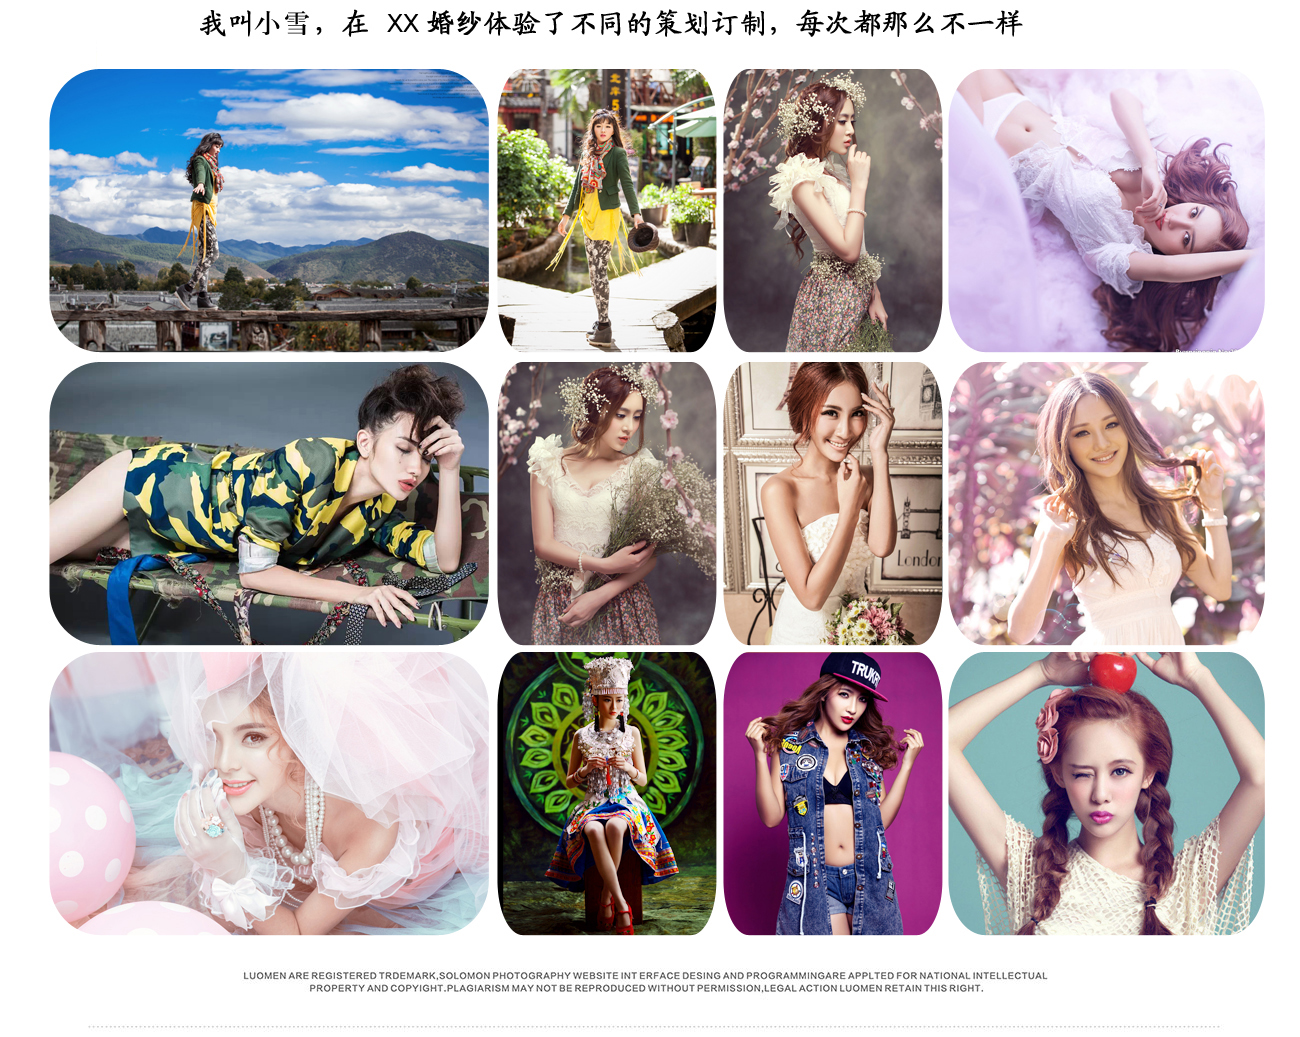 我叫小雪，在 XX 婚纱体验了不同的策划订制，每次都那么不一样
北
5
London
TRUKFIT
LUOMEN ARE REGISTERED TRDEMARK,SOLOMON PHOTOGRAPHY WEBSITE INT ERFACE DESING AND PROGRAMMINGARE APPLTED FOR NATIONAL INTELLECTUAL
PROPERTY AND COPYIGHT.PLAGIARISM MAY NOT BE REPRODUCED WITHOUT PERMISSION,LEGAL ACTION LUOMEN RETAIN THIS RIGHT.